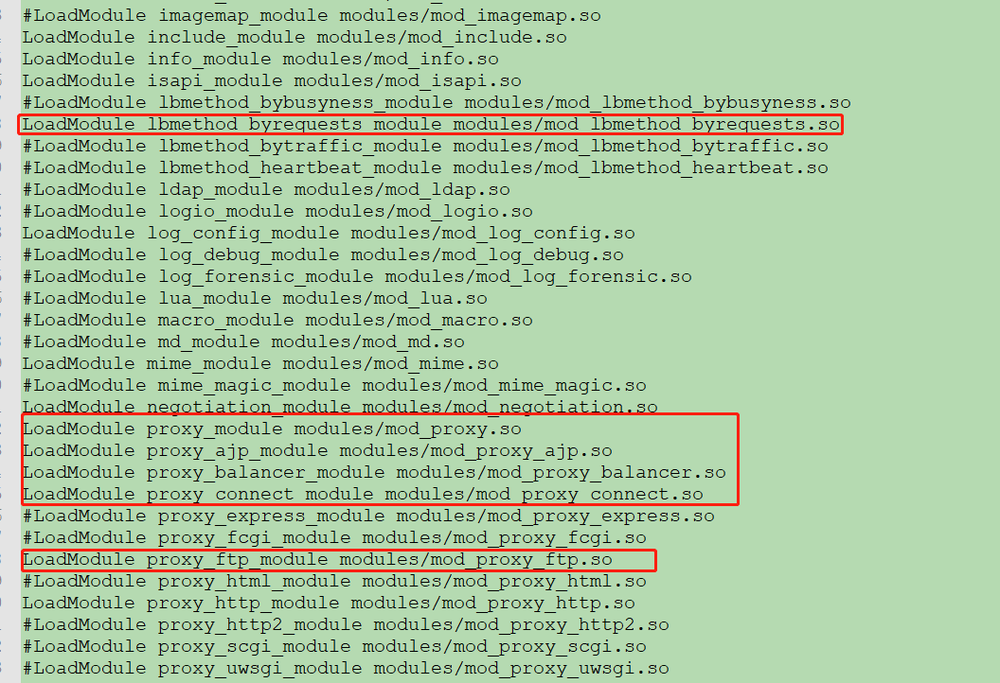 #LoadModule imagemap_module modules/mod_imagemap.so
LoadModule include_module modules/mod_include.so
LoadModule info_module modules/mod_info.so
LoadModule isapi_module modules/mod_isapi.so
#LoadModule lbmethod_bybusyness_module modules/mod_lbmethod_bybusyness.so
LoadModule lbmethod_byrequests_module modules/mod_lbmethod_byrequests.so
#LoadModule lbmethod_bytraffic_module modules/mod_lbmethod_bytraffic.so
#LoadModule lbmethod_heartbeat_module modules/mod_lbmethod_heartbeat.so
#LoadModule ldap_module modules/mod_ldap.so
#LoadModule logio_module modules/mod_logio.so
LoadModule log_config_module modules/mod_log_config.so
#LoadModule log_debug_module modules/mod_log_debug.so
#LoadModule log_forensic_module modules/mod_log_forensic.so
#LoadModule lua_module modules/mod_lua.so
#LoadModule macro_module modules/mod_macro.so
#LoadModule md_module modules/mod_md.so
LoadModule mime_module modules/mod_mime.so
#LoadModule mime_magic_module modules/mod_mime_magic.so
LoadModule negotiation_module modules/mod_negotiation.so
LoadModule proxy_module modules/mod_proxy.so
LoadModule proxy_ajp_module modules/mod_proxy_ajp.so
LoadModule proxy_balancer_module modules/mod_proxy_balancer.so
LoadModule proxy_connect_module modules/mod_proxy_connect.so
#LoadModule proxy_express_module modules/mod_proxy_express.so
#LoadModule proxy_fcgi_module modules/mod_proxy_fcgi.so
LoadModule proxy_ftp_module modules/mod_proxy_ftp.so
#LoadModule proxy_html_module modules/mod_proxy_html.so
LoadModule proxy_http_module modules/mod_proxy_http.so
#LoadModule proxy_http2_module modules/mod_proxy_http2.so
#LoadModule proxy_scgi_module modules/mod_proxy_scgi.so
#LoadModule proxy_uwsgi_module modules/mod_proxy_uwsgi.so